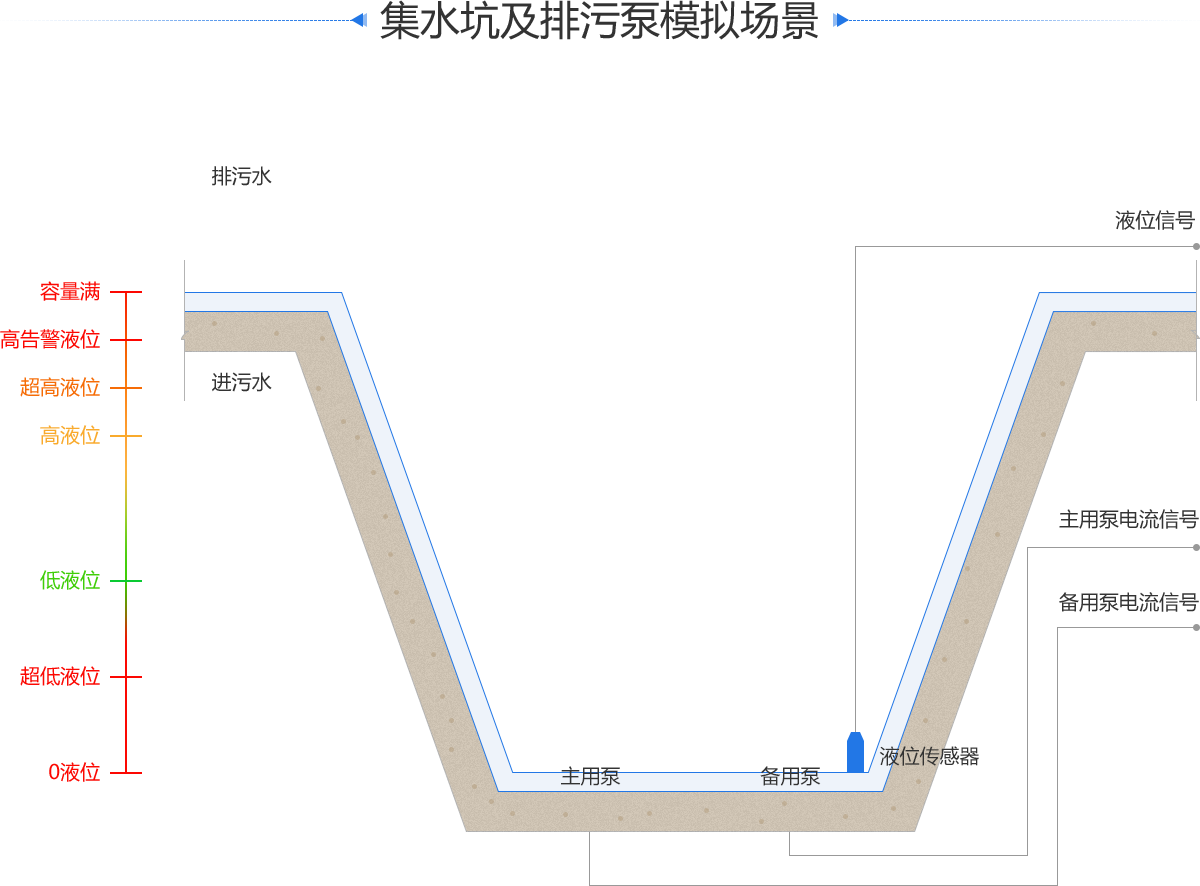 集水坑及排污泵模拟场景
排污水
液位信号
容量满
高告警液位
进污水
超高液位
高液位
主用泵电流信号
低液位
备用泵电流信号
超低液位
液位传感器
0液位
主用泵
备用泵